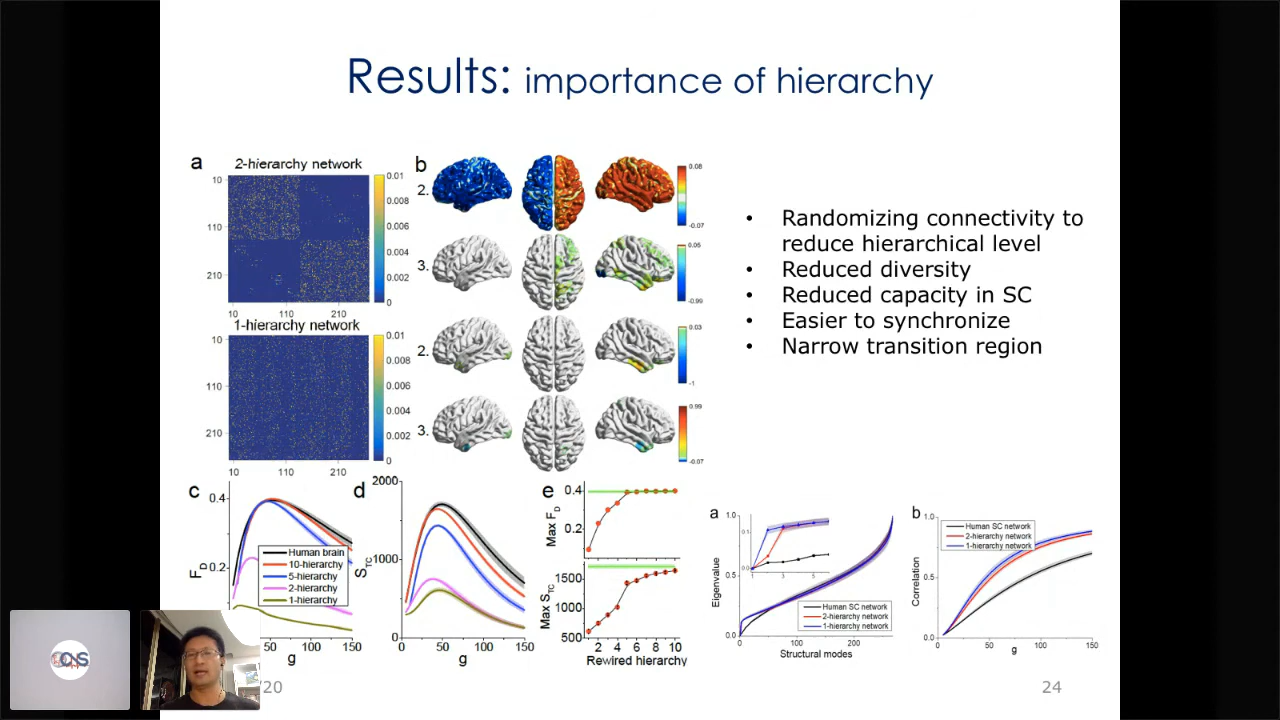 Results: importance of hierarchy
a
2-hierarchy network
10
110
210
10
210
0.01
0.008
0.006
0.004
0.002
0
1-hierarchy network
10
110
210
10
110
210
0.01
0.008
0.006
0.004
0.002
0
b
2.
3.
2.
3.
0.08
-0.07
0.05
-0.99
0.03
-1
0.99
-0.07
• Randomizing connectivity to
reduce hierarchical level
• Reduced diversity
• Reduced capacity in SC
• Easier to synchronize
• Narrow transition region
c
F_D
0.4
0.2
Human brain
10-hierarchy
5-hierarchy
2-hierarchy
1-hierarchy
50
100
150
g
d
S_TC
2000
1000
0
0
50
100
150
g
e
Max F_D
0.4
0.2
Max S_TC
1500
1000
500
2
4
6
8
10
Rewired hierarchy
a
Eigenvalue
1.0
0.5
0.0
0.1
0.0
1
3
5
Human SC network
2-hierarchy network
1-hierarchy network
0
100
200
Structural modes
b
Correlation
1.0
0.5
0.0
Human SC network
2-hierarchy network
1-hierarchy network
0
50
100
150
g
/20
24